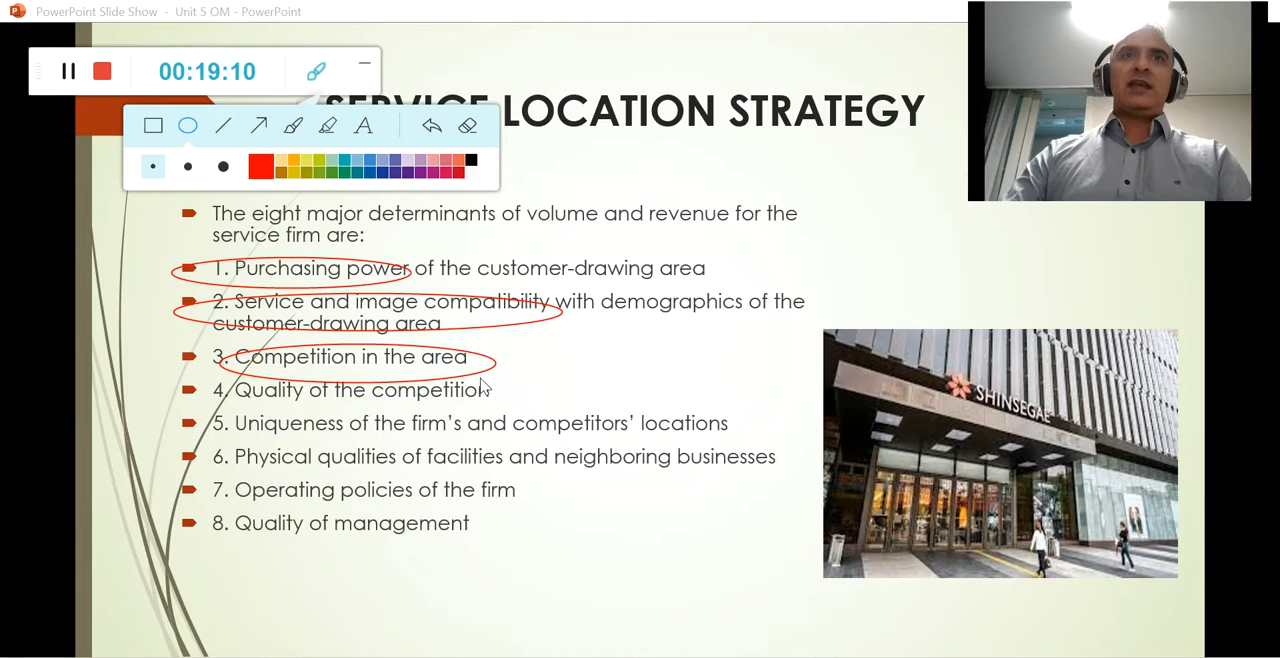 PowerPoint Slide Show - Unit 5 OM - PowerPoint
00:19:10
SERVICE LOCATION STRATEGY
A
The eight major determinants of volume and revenue for the
service firm are:
1. Purchasing power of the customer-drawing area
2. Service and image compatibility with demographics of the
customer-drawing area
3. Competition in the area
4. Quality of the competition
5. Uniqueness of the firm's and competitors' locations
6. Physical qualities of facilities and neighboring businesses
7. Operating policies of the firm
8. Quality of management
SHINSEGAE